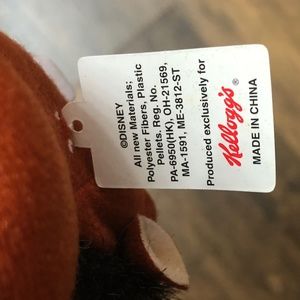 ©DISNEY
All new Materials;
Polyester Fibers, Plastic
Pellets. Reg. No.
PA-6950(HK), OH-21569,
MA-1591, ME-3812-ST
Produced exclusively for
Kellogg's®
MADE IN CHINA